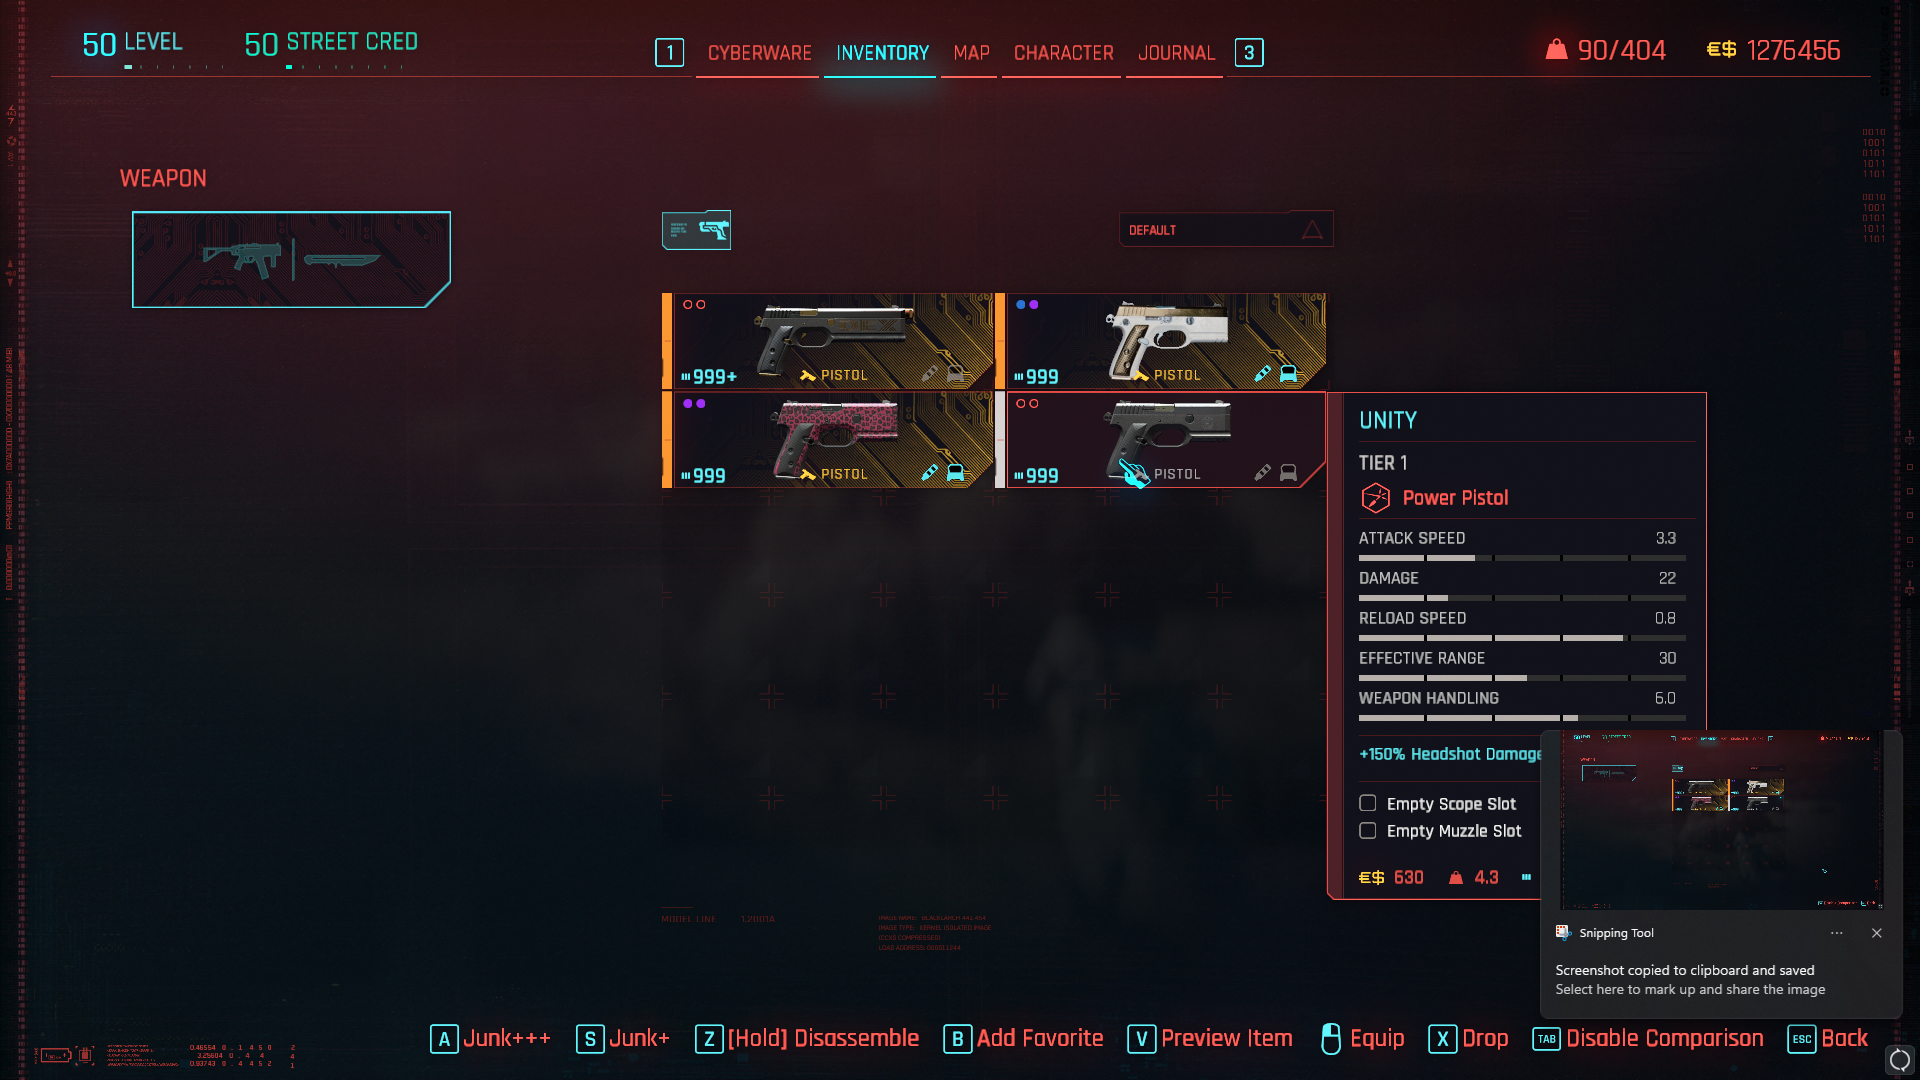 50 LEVEL
50 STREET CRED
1
CYBERWARE
INVENTORY
MAP
CHARACTER
JOURNAL
3
90/404
€$ 1276456
WEAPON
DEFAULT
999+
PISTOL
999
PISTOL
999
PISTOL
999
PISTOL
UNITY
TIER 1
Power Pistol
ATTACK SPEED 3.3
DAMAGE 22
RELOAD SPEED 0.8
EFFECTIVE RANGE 30
WEAPON HANDLING 6.0
+150% Headshot Damage
Empty Scope Slot
Empty Muzzle Slot
€$ 630 4.3
Snipping Tool
Screenshot copied to clipboard and saved
Select here to mark up and share the image
MODEL LINE
A Junk+++
S Junk+
Z [Hold] Disassemble
B Add Favorite
V Preview Item
Equip
X Drop
TAB Disable Comparison
ESC Back